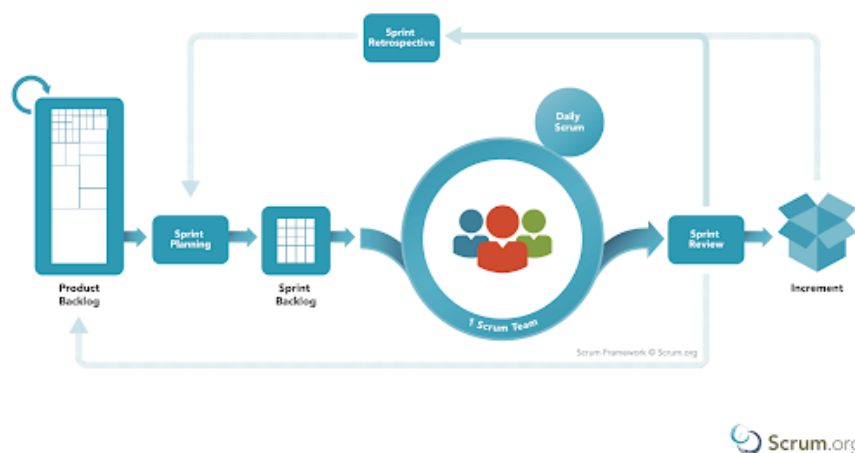 Sprint
Retrospective
Daily
Scrum
Sprint
Planning
Sprint
Review
Product
Backlog
Sprint
Backlog
1 Scrum Team
Increment
Scrum Framework © Scrum.org
Scrum.org